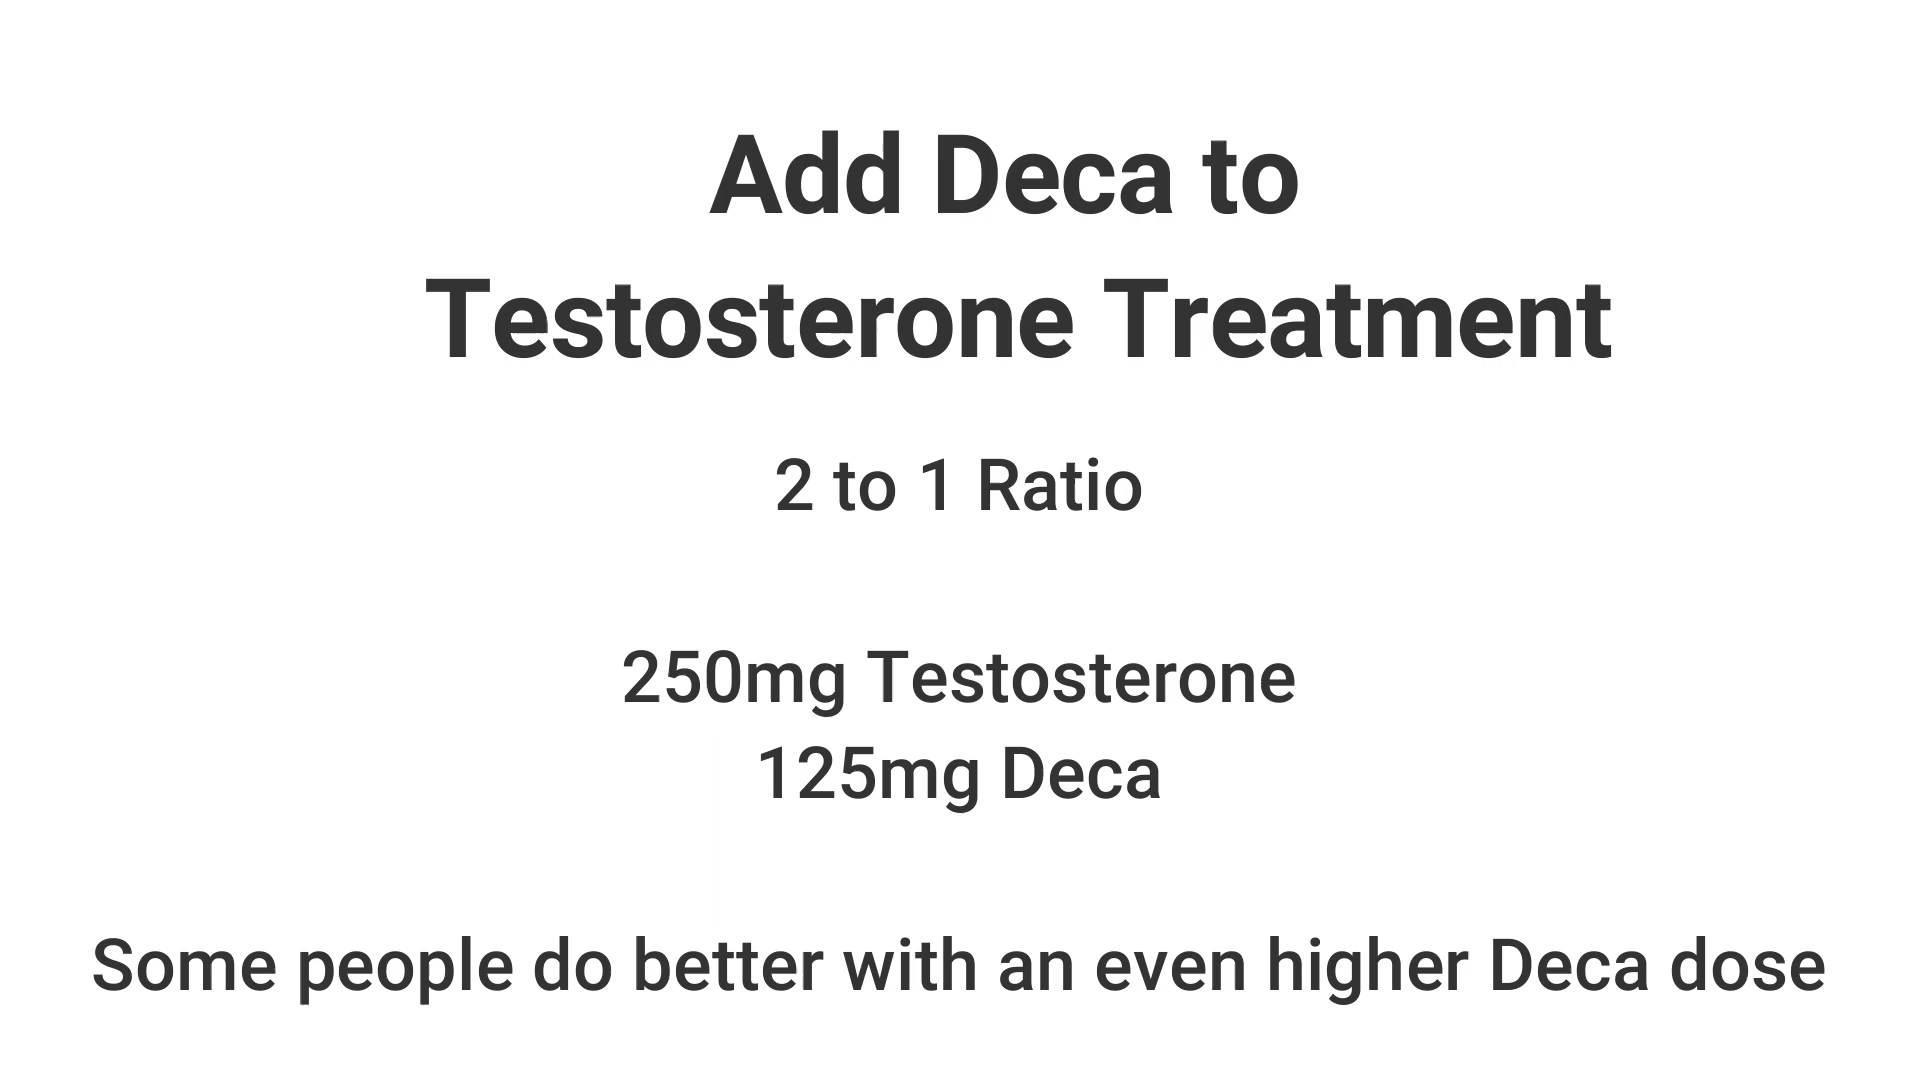 Add Deca to
Testosterone Treatment
2 to 1 Ratio
250mg Testosterone
125mg Deca
Some people do better with an even higher Deca dose